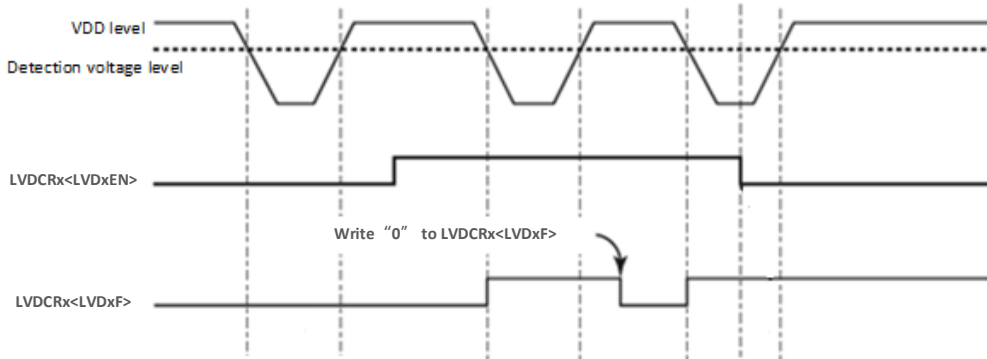 VDD level
Detection voltage level
LVDCRx<LVDxEN>
Write “0” to LVDCRx<LVDxF>
LVDCRx<LVDxF>